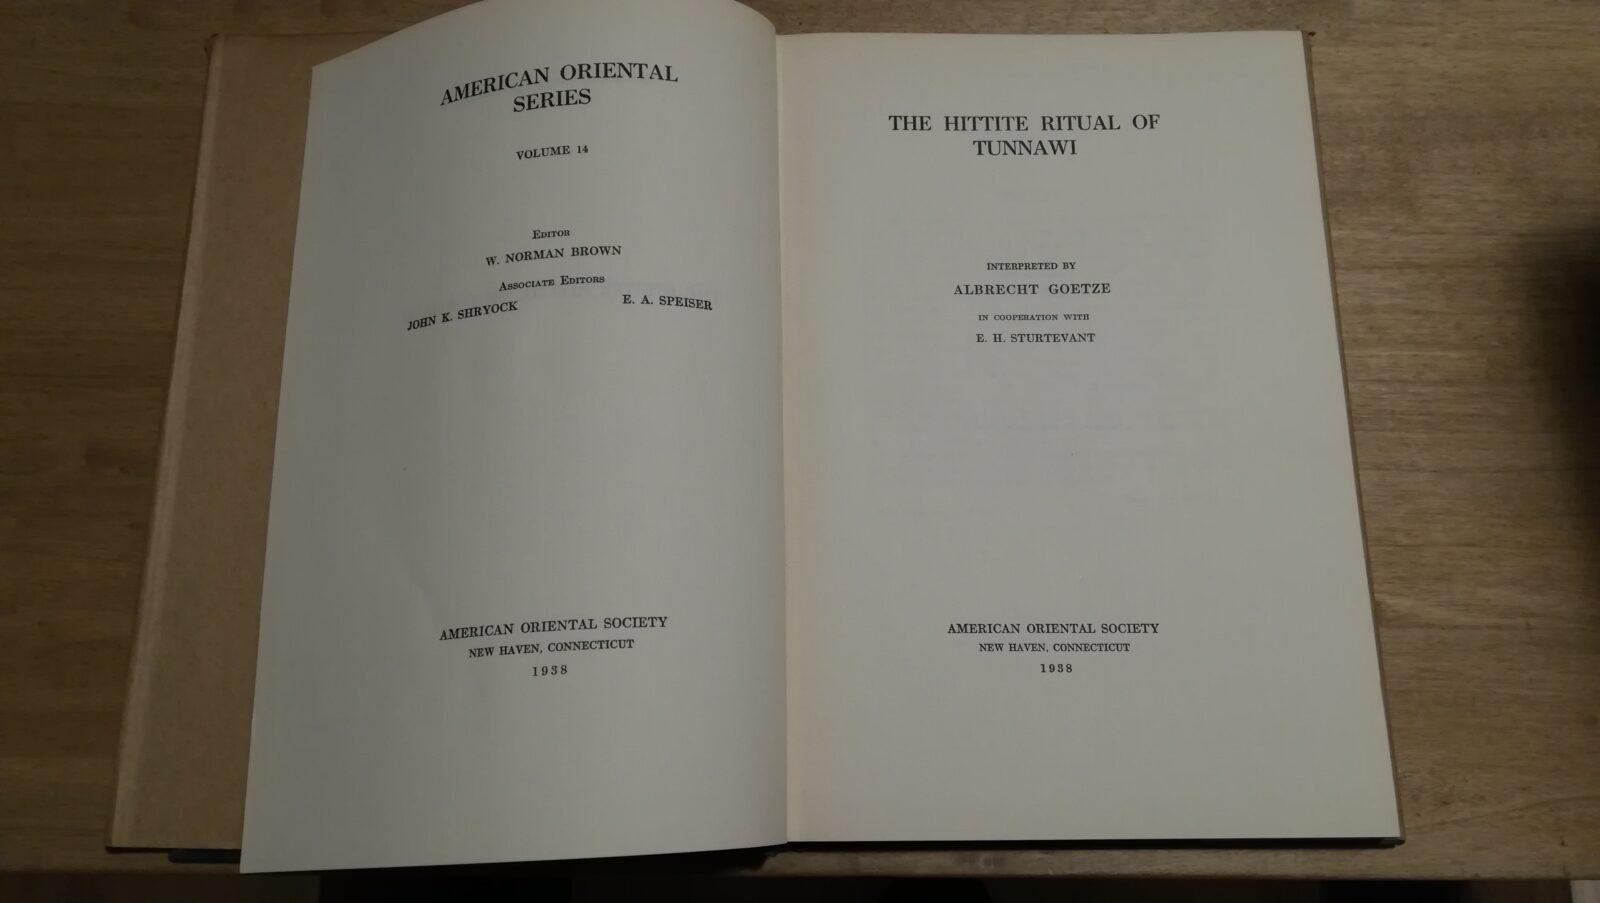 AMERICAN ORIENTAL
SERIES
VOLUME 14
EDITOR
W. NORMAN BROWN
ASSOCIATE EDITORS
JOHN K. SHRYOCK E. A. SPEISER
AMERICAN ORIENTAL SOCIETY
NEW HAVEN, CONNECTICUT
1938
THE HITTITE RITUAL OF
TUNNAWI
INTERPRETED BY
ALBRECHT GOETZE
IN COOPERATION WITH
E. H. STURTEVANT
AMERICAN ORIENTAL SOCIETY
NEW HAVEN, CONNECTICUT
1938